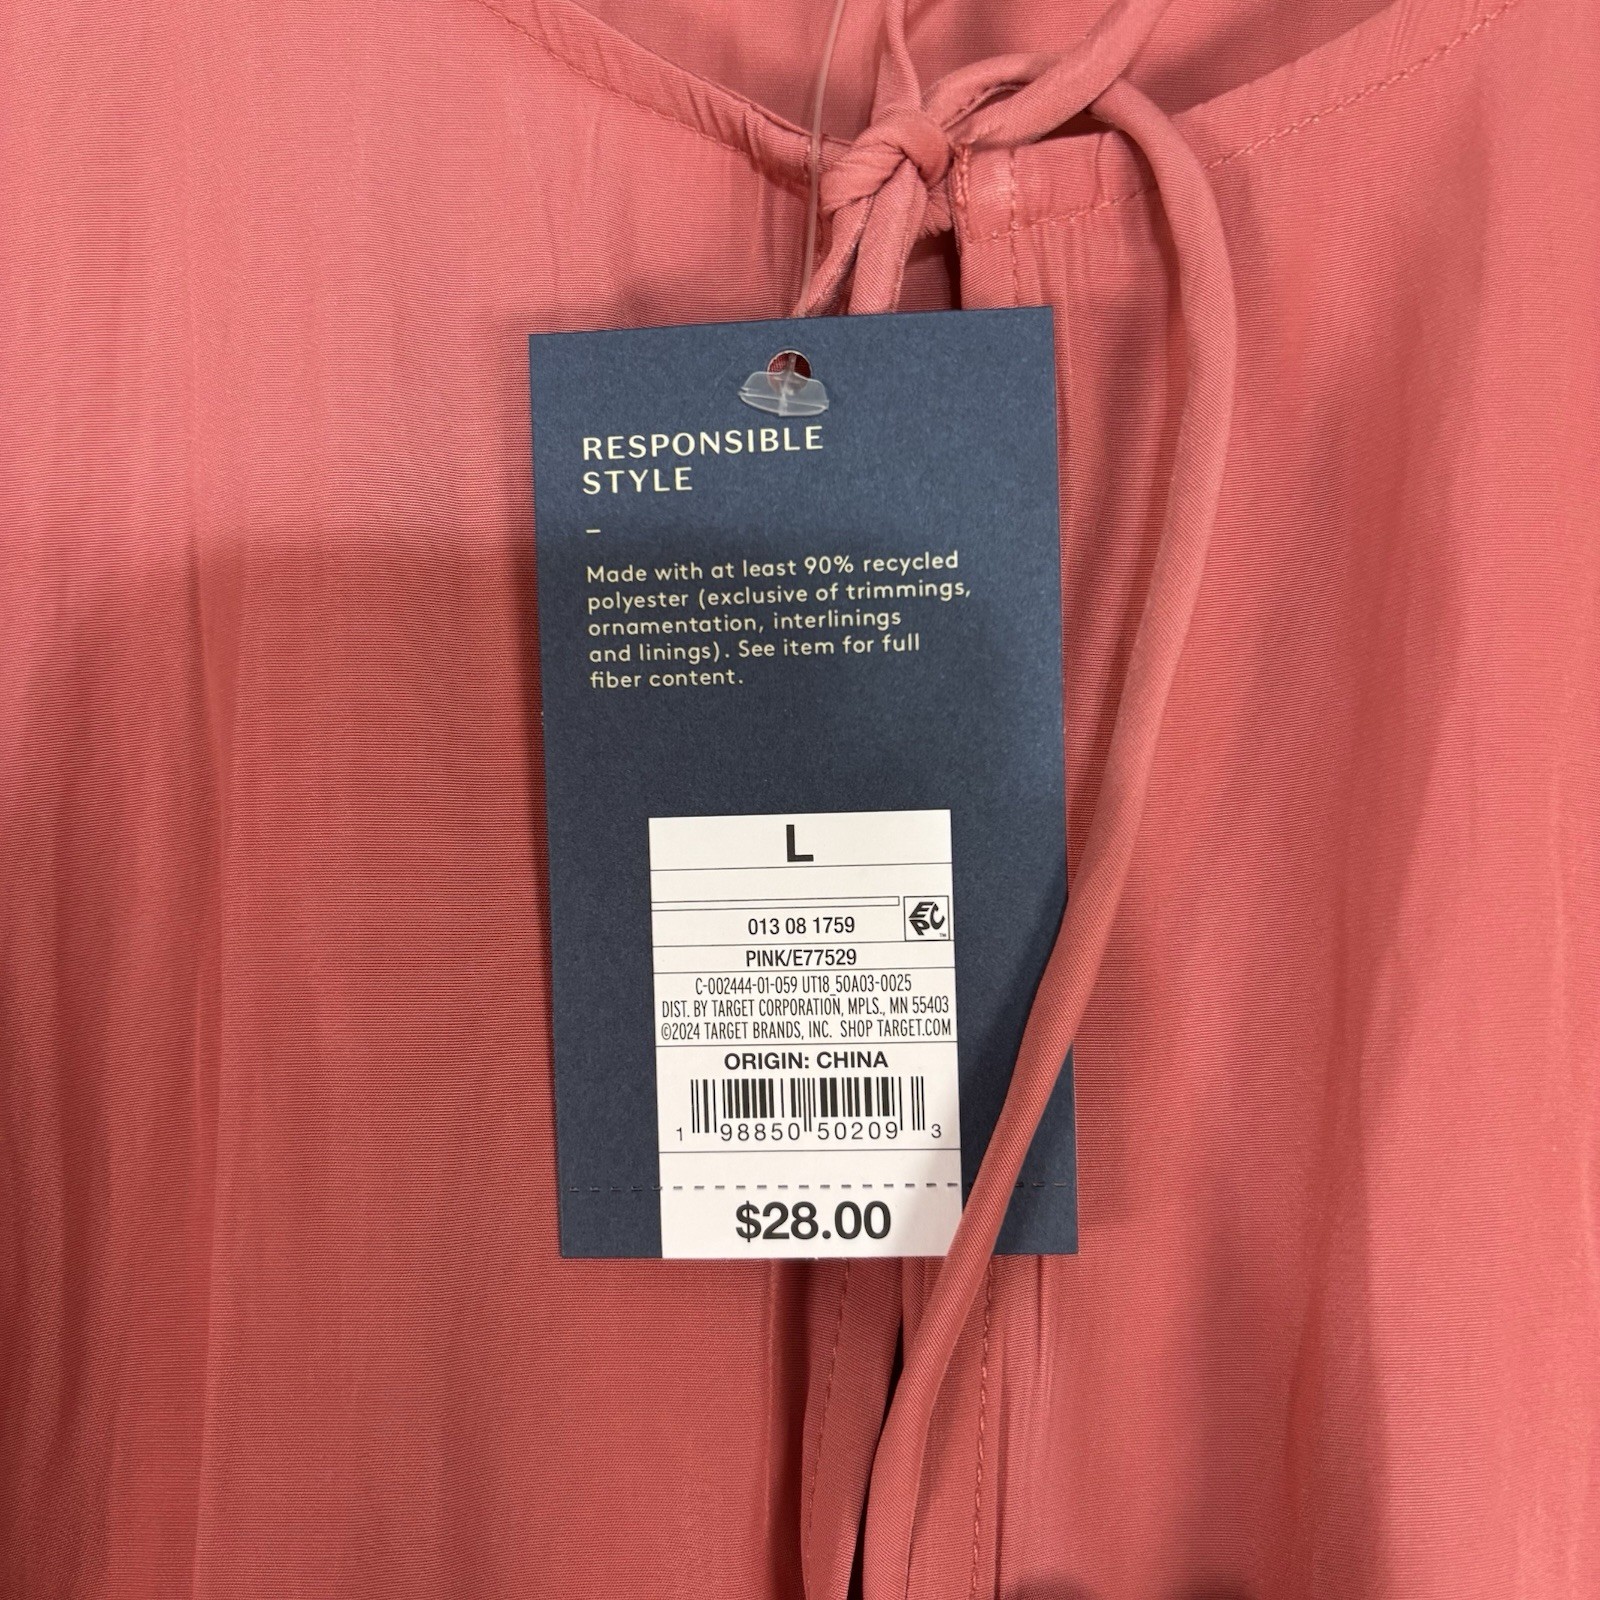 RESPONSIBLE
STYLE
–
Made with at least 90% recycled
polyester (exclusive of trimmings,
ornamentation, interlinings
and linings). See item for full
fiber content.
L
EPC™
013 08 1759
PINK/E77529
C-002444-01-059 UT18_50A03-0025
DIST. BY TARGET CORPORATION, MPLS., MN 55403
©2024 TARGET BRANDS, INC. SHOP TARGET.COM
ORIGIN: CHINA
1 98850 50209 3
$28.00